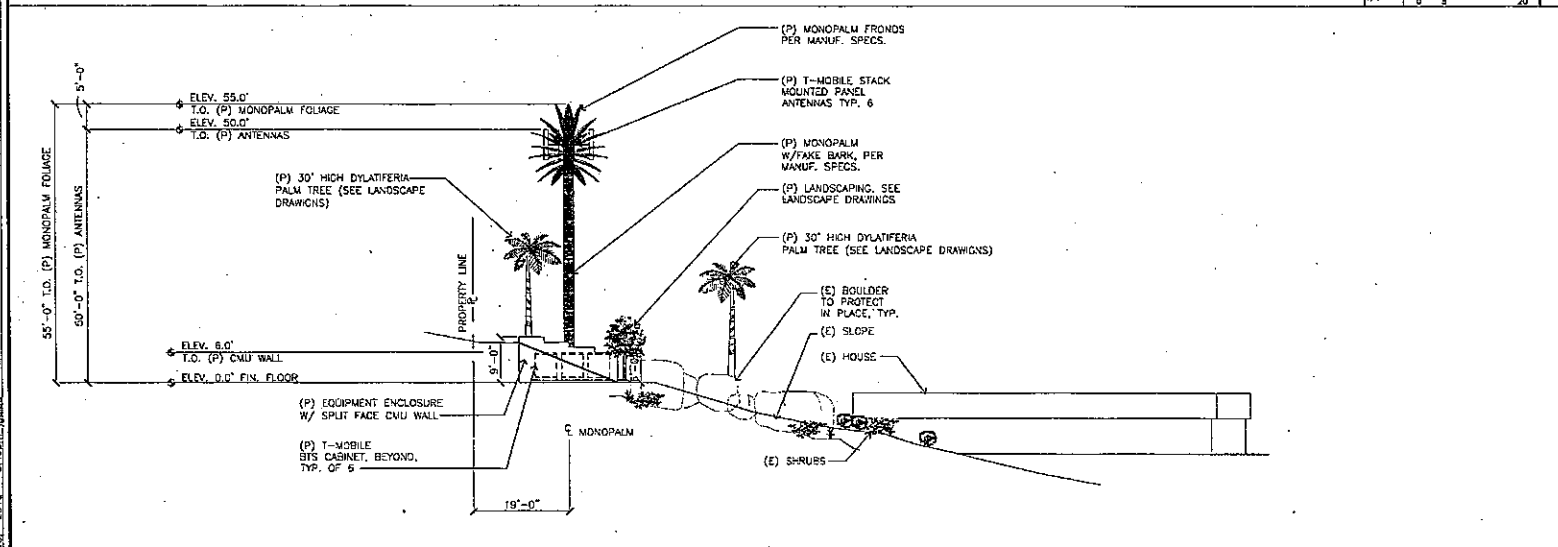 (P) MONOPALM FRONDS
PER MANUF. SPECS.
(P) T-MOBILE STACK
MOUNTED PANEL
ANTENNAS TYP. 6
(P) MONOPALM
W/FAKE BARK, PER
MANUF. SPECS.
(P) LANDSCAPING, SEE
LANDSCAPE DRAWINGS
(P) 30' HIGH DYLATIFERIA
PALM TREE (SEE LANDSCAPE DRAWIGNS)
(E) BOULDER
TO PROTECT
IN PLACE, TYP.
(E) SLOPE
(E) HOUSE
5'-0"
ELEV. 55.0'
T.O. (P) MONOPALM FOLIAGE
ELEV. 50.0'
T.O. (P) ANTENNAS
55'-0" T.O. (P) MONOPALM FOLIAGE
50'-0" T.O. (P) ANTENNAS
(P) 30' HIGH DYLATIFERIA
PALM TREE (SEE LANDSCAPE
DRAWIGNS)
PROPERTY LINE
ELEV. 6.0'
T.O. (P) CMU WALL
9'-0"
ELEV. 0.0' FIN. FLOOR
(P) EQUIPMENT ENCLOSURE
W/ SPLIT FACE CMU WALL
(P) T-MOBILE
BTS CABINET, BEYOND,
TYP. OF 6
℄ MONOPALM
(E) SHRUBS
19'-0"